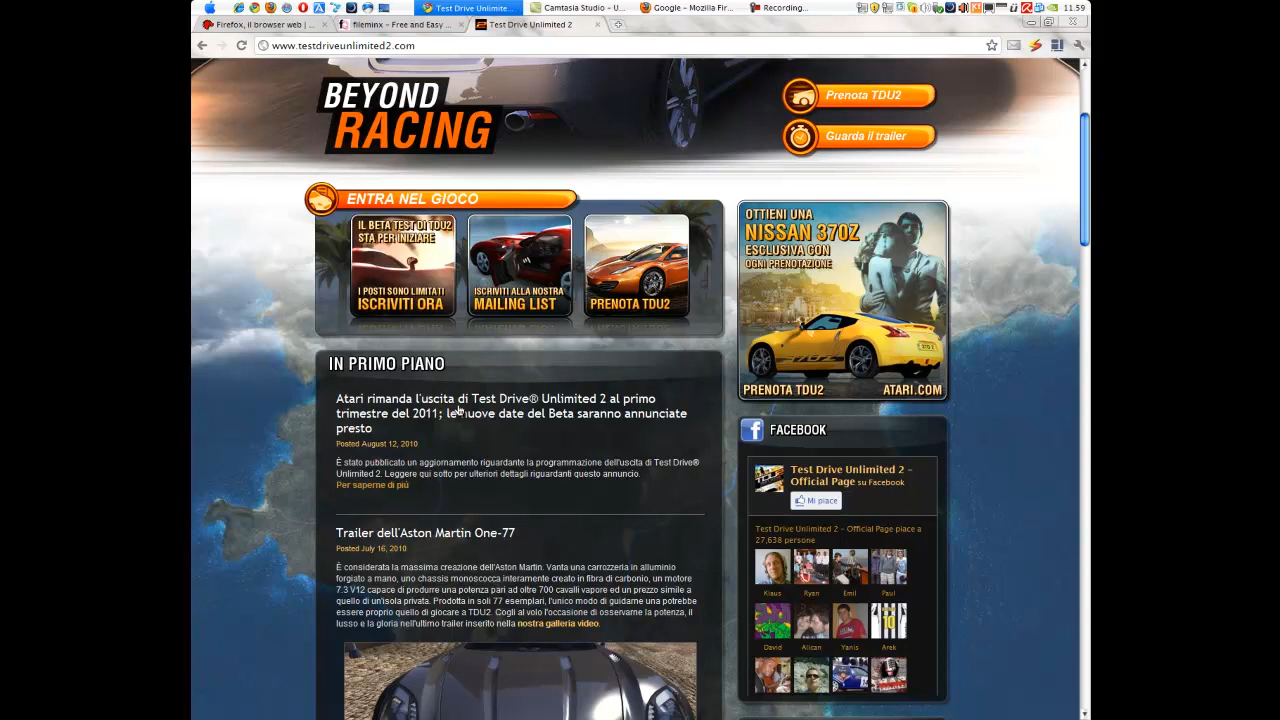 Test Drive Unlimite...
Camtasia Studio - U...
Google - Mozilla Fir...
Recording...
11.59
Firefox, il browser web |
fileminx - Free and Easy
Test Drive Unlimited 2
www.testdriveunlimited2.com
BEYOND
RACING
Prenota TDU2
Guarda il trailer
ENTRA NEL GIOCO
IL BETA TEST DI TDU2
STA PER INIZIARE
I POSTI SONO LIMITATI
ISCRIVITI ORA
ISCRIVITI ALLA NOSTRA
MAILING LIST
PRENOTA TDU2
OTTIENI UNA
NISSAN 370Z
ESCLUSIVA CON
OGNI PRENOTAZIONE
PRENOTA TDU2
ATARI.COM
IN PRIMO PIANO
Atari rimanda l'uscita di Test Drive® Unlimited 2 al primo
trimestre del 2011; le nuove date del Beta saranno annunciate
presto
Posted August 12, 2010
È stato pubblicato un aggiornamento riguardante la programmazione dell'uscita di Test Drive®
Unlimited 2. Leggere qui sotto per ulteriori dettagli riguardanti questo annuncio.
Per saperne di piú
Trailer dell'Aston Martin One-77
Posted July 16, 2010
È considerata la massima creazione dell'Aston Martin. Vanta una carrozzeria in alluminio
forgiato a mano, uno chassis monoscocca interamente creato in fibra di carbonio, un motore
7.3 V12 capace di produrre una potenza pari ad oltre 700 cavalli vapore ed un prezzo simile a
quello di un'isola privata. Prodotta in soli 77 esemplari, l'unico modo di guidarne una potrebbe
essere proprio quello di giocare a TDU2. Cogli al volo l'occasione di osservarne la potenza, il
lusso e la gloria nell'ultimo trailer inserito nella nostra galleria video.
FACEBOOK
Test Drive Unlimited 2 -
Official Page su Facebook
Mi piace
Test Drive Unlimited 2 - Official Page piace a
27,638 persone
Klaus Ryan Emil Paul
David Alican Yanis Arek